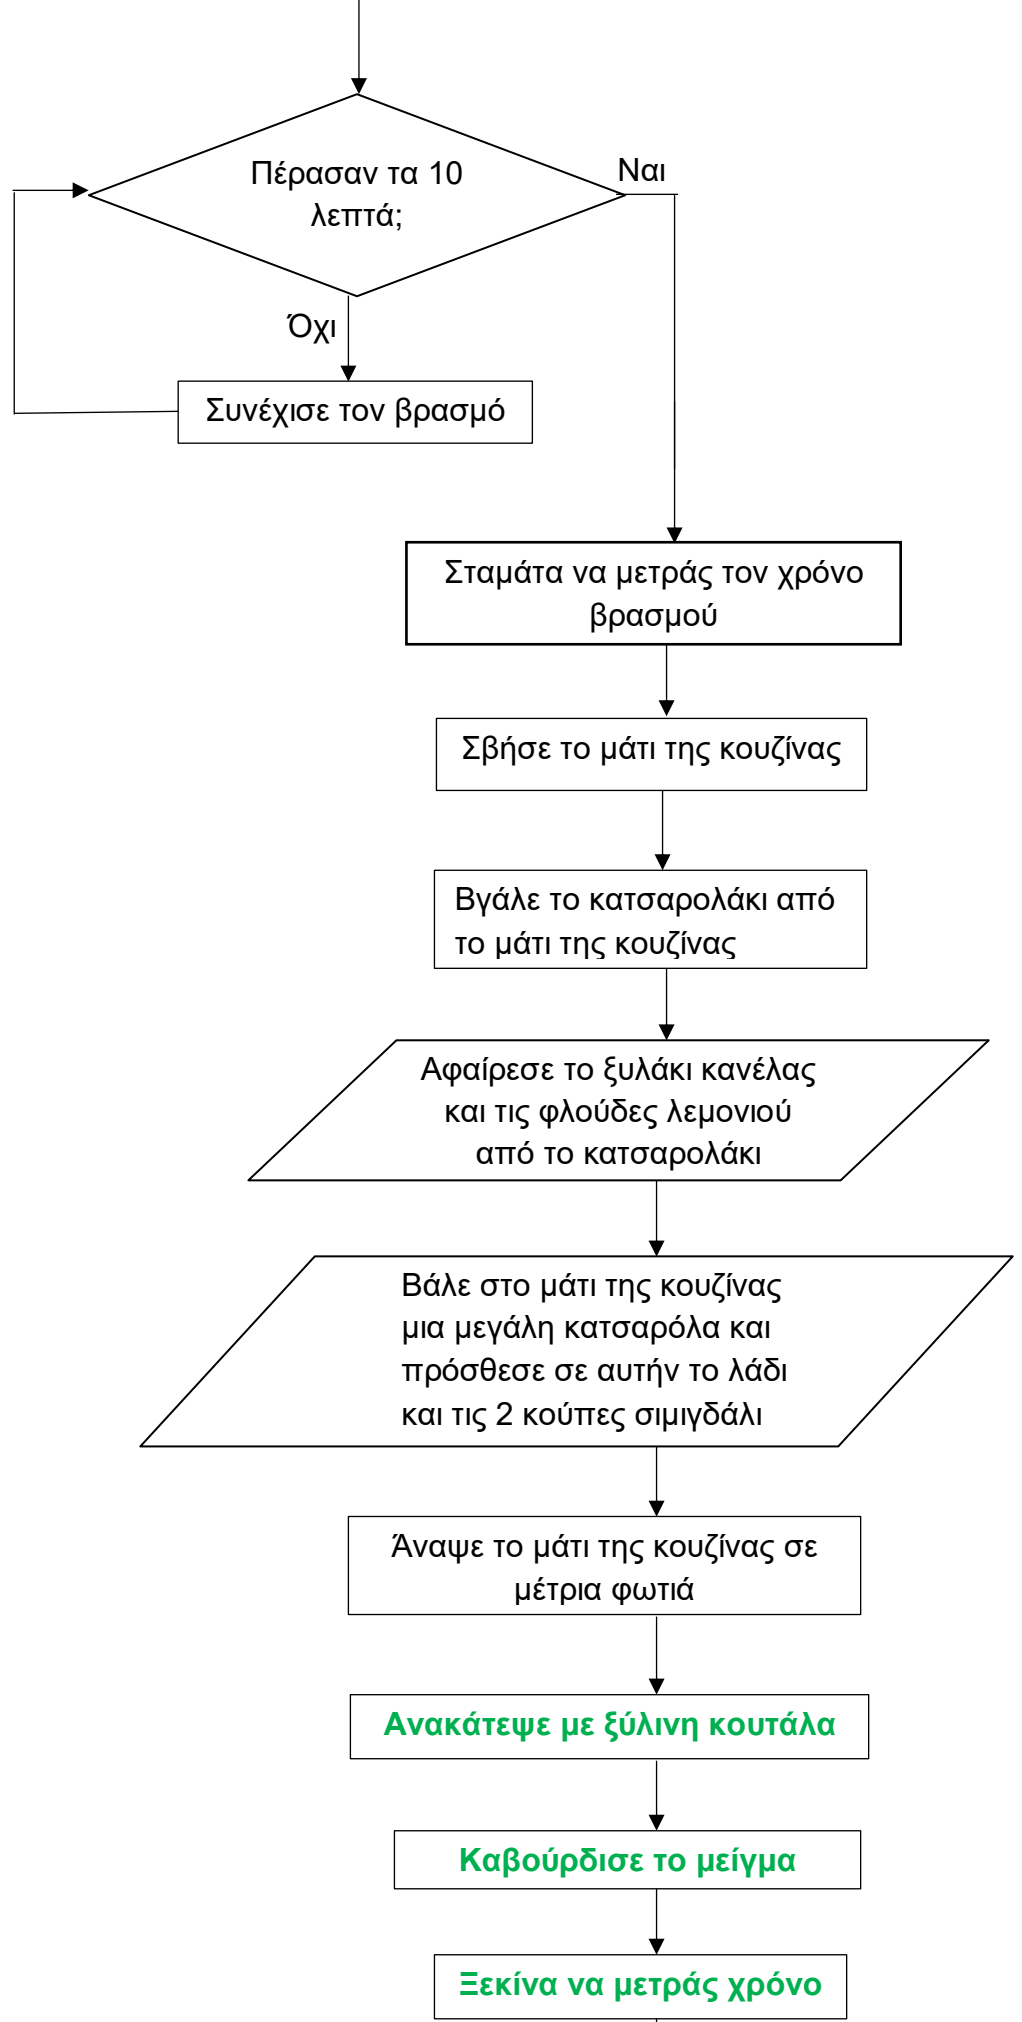 Πέρασαν τα 10
λεπτά;
Ναι
Όχι
Συνέχισε τον βρασμό
Σταμάτα να μετράς τον χρόνο
βρασμού
Σβήσε το μάτι της κουζίνας
Βγάλε το κατσαρολάκι από
το μάτι της κουζίνας
Αφαίρεσε το ξυλάκι κανέλας
και τις φλούδες λεμονιού
από το κατσαρολάκι
Βάλε στο μάτι της κουζίνας
μια μεγάλη κατσαρόλα και
πρόσθεσε σε αυτήν το λάδι
και τις 2 κούπες σιμιγδάλι
Άναψε το μάτι της κουζίνας σε
μέτρια φωτιά
Ανακάτεψε με ξύλινη κουτάλα
Καβούρδισε το μείγμα
Ξεκίνα να μετράς χρόνο